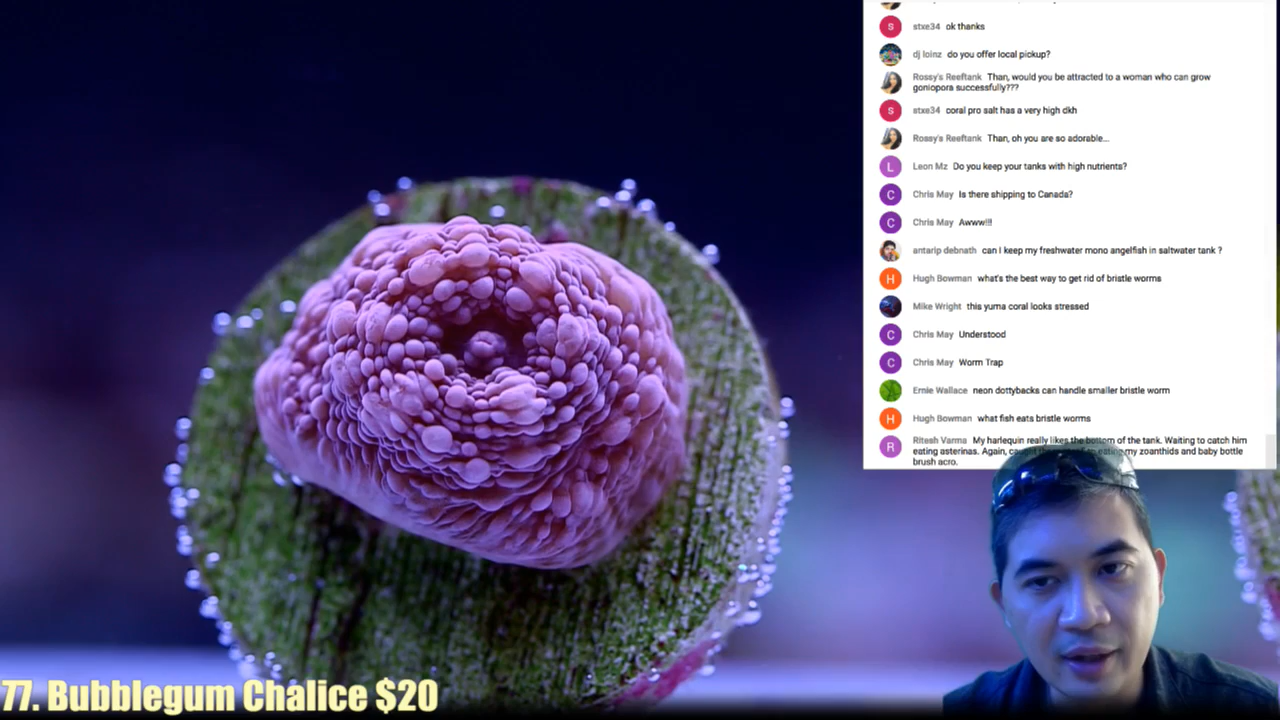 stxe34 ok thanks
dj loinz do you offer local pickup?
Rossy's Reeftank Than, would you be attracted to a woman who can grow
goniopora successfully???
S stxe34 coral pro salt has a very high dkh
Rossy's Reeftank Than, oh you are so adorable...
L Leon Mz Do you keep your tanks with high nutrients?
C Chris May Is there shipping to Canada?
C Chris May Awww!!!
antarip debnath can I keep my freshwater mono angelfish in saltwater tank ?
H Hugh Bowman what's the best way to get rid of bristle worms
Mike Wright this yuma coral looks stressed
C Chris May Understood
C Chris May Worm Trap
Ernie Wallace neon dottybacks can handle smaller bristle worm
H Hugh Bowman what fish eats bristle worms
R Ritesh Varma My harlequin really likes the bottom of the tank. Waiting to catch him
eating asterinas. Again, eating my zoanthids and baby bottle
brush acro.
77. Bubblegum Chalice $20